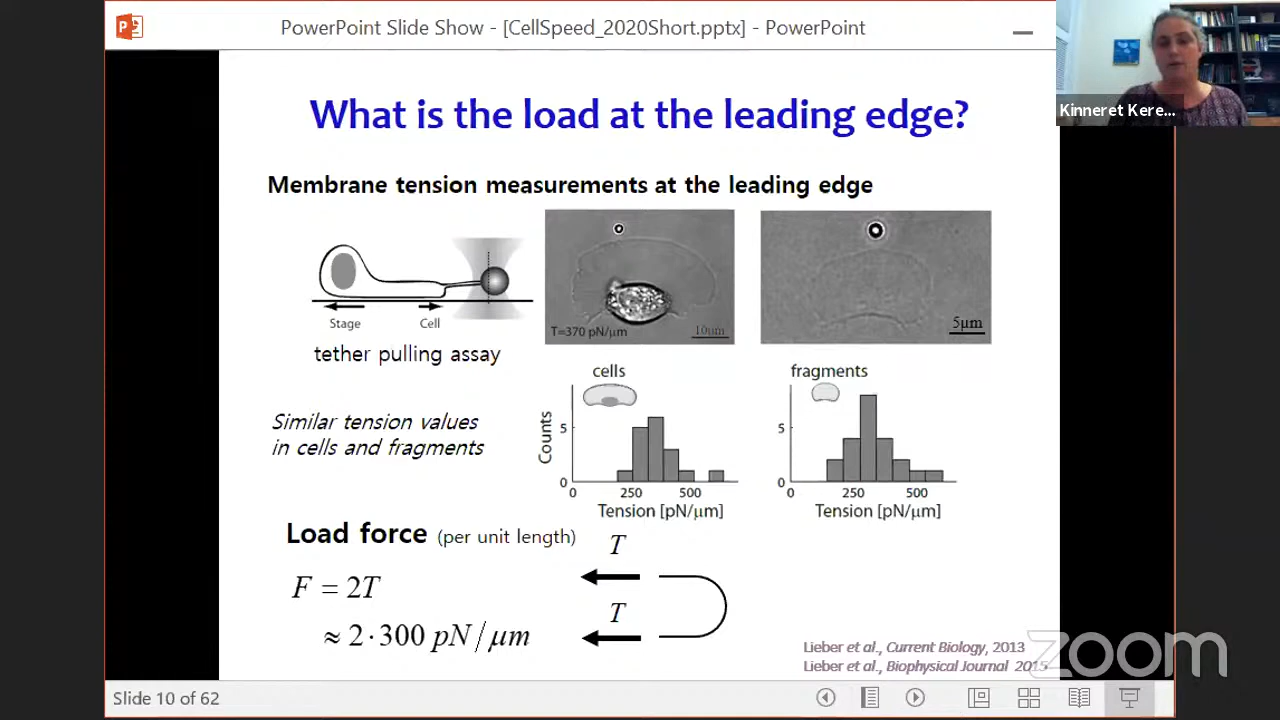 PowerPoint Slide Show - [CellSpeed_2020Short.pptx] - PowerPoint
Kinneret Kere...
What is the load at the leading edge?
Membrane tension measurements at the leading edge
Stage
Cell
tether pulling assay
T=370 pN/µm
10µm
5µm
Similar tension values
in cells and fragments
cells
Counts
5
0
0
250
500
Tension [pN/µm]
fragments
5
0
0
250
500
Tension [pN/µm]
Load force (per unit length)
F = 2T
≈ 2·300 pN/µm
T
T
Lieber et al., Current Biology, 2013
Lieber et al., Biophysical Journal 2015
zoom
Slide 10 of 62